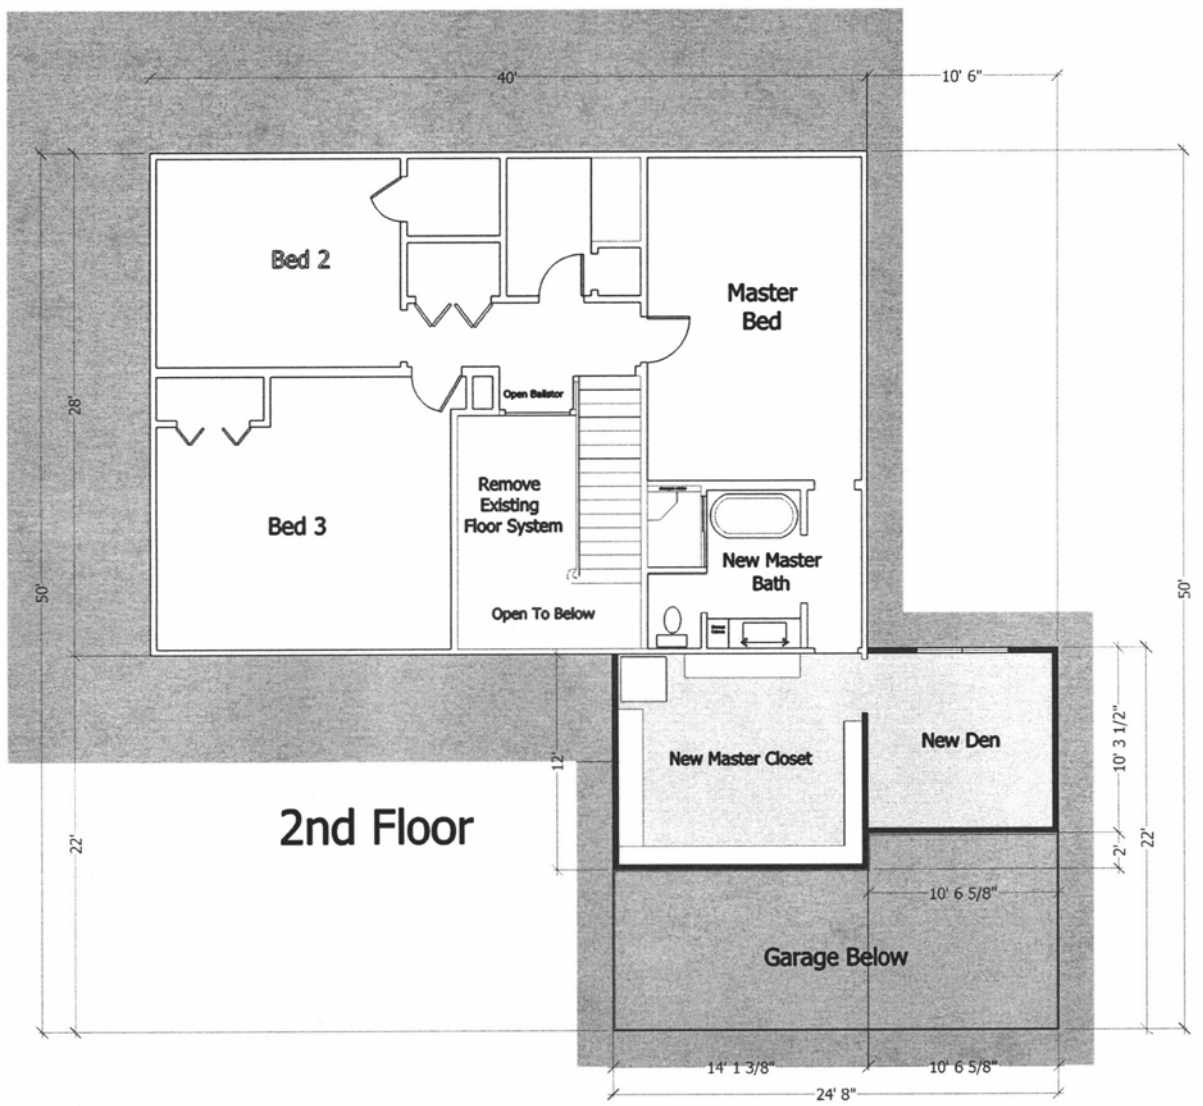 40'
10' 6"
Bed 2
Master
Bed
28'
Open Ballstor
Remove
Existing
Floor System
Bed 3
New Master
Bath
50'
50'
Open To Below
New Den
10' 3 1/2"
New Master Closet
12'
2nd Floor
22'
2'
22'
10' 6 5/8"
Garage Below
14' 1 3/8"
10' 6 5/8"
24' 8"